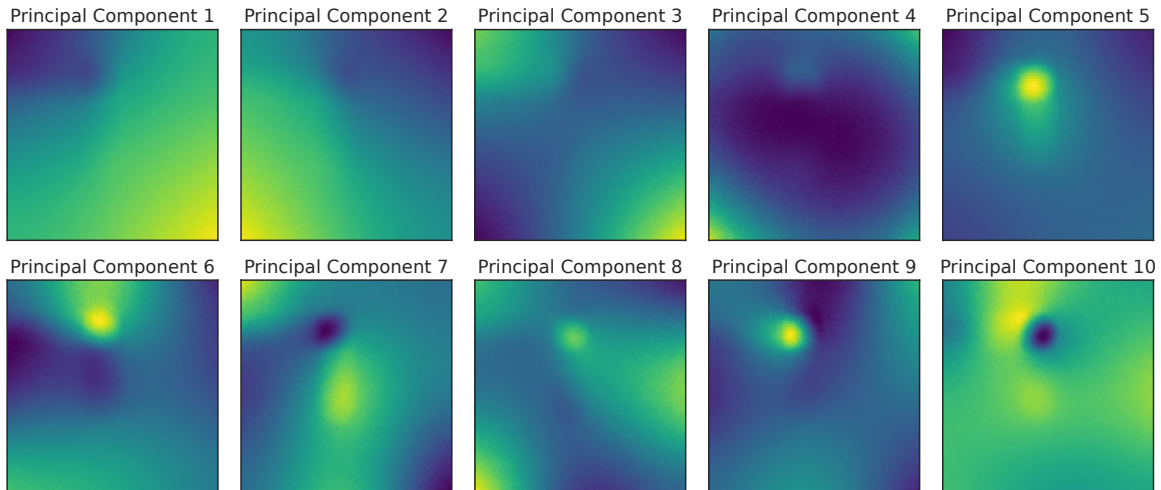 Principal Component 1
Principal Component 2
Principal Component 3
Principal Component 4
Principal Component 5
Principal Component 6
Principal Component 7
Principal Component 8
Principal Component 9
Principal Component 10